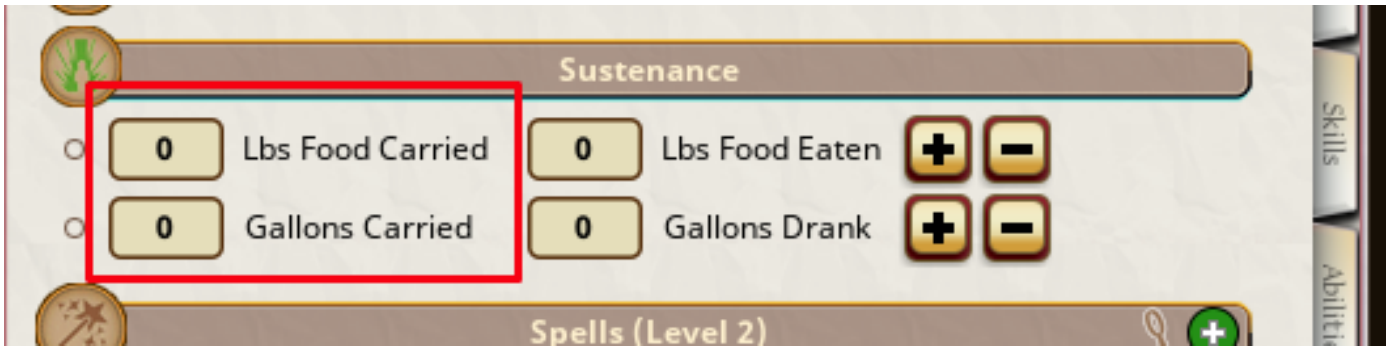 Sustenance
0 Lbs Food Carried 0 Lbs Food Eaten + −
0 Gallons Carried 0 Gallons Drank + −
Spells (Level 2) +
Skills